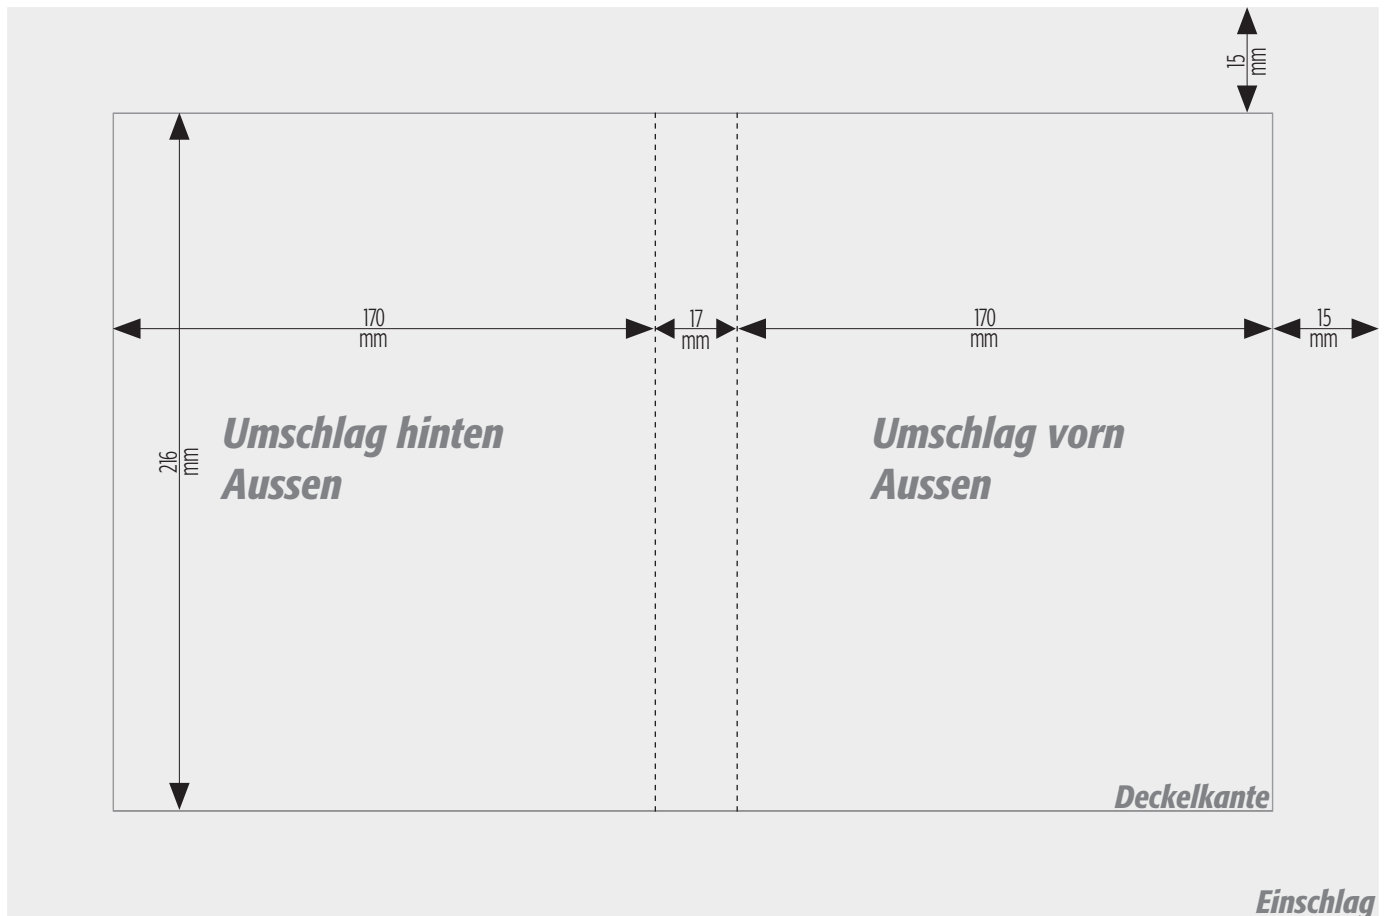 15
mm
170
mm
17
mm
170
mm
15
mm
Umschlag hinten
Aussen
Umschlag vorn
Aussen
216
mm
Deckelkante
Einschlag